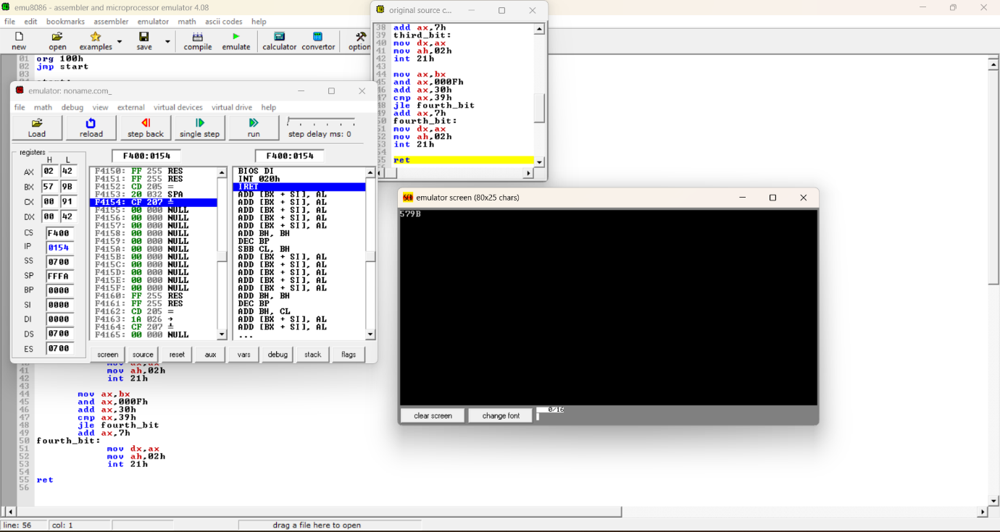 emu8086 - assembler and microprocessor emulator 4.08
file edit bookmarks assembler emulator math ascii codes help
new open examples save compile emulate calculator convertor option
01 org 100h
02 jmp start
03
original source c...
38 add ax,7h
39 third_bit:
40 mov dx,ax
41 mov ah,02h
42 int 21h
43
44 mov ax,bx
45 and ax,000Fh
46 add ax,30h
47 cmp ax,39h
48 jle fourth_bit
49 add ax,7h
50 fourth_bit:
51 mov dx,ax
52 mov ah,02h
53 int 21h
54
55 ret
emulator: noname.com_
file math debug view external virtual devices virtual drive help
Load reload step back single step run step delay ms: 0
registers
H L
AX 02 42
BX 57 9B
CX 00 91
DX 00 42
CS F400
IP 0154
SS 0700
SP FFFA
BP 0000
SI 0000
DI 0000
DS 0700
ES 0700
F400:0154
F4150: FF 255 RES
F4151: FF 255 RES
F4152: CD 205 =
F4153: 20 032 SPA
F4154: CF 207 ╧
F4155: 00 000 NULL
F4156: 00 000 NULL
F4157: 00 000 NULL
F4158: 00 000 NULL
F4159: 00 000 NULL
F415A: 00 000 NULL
F415B: 00 000 NULL
F415C: 00 000 NULL
F415D: 00 000 NULL
F415E: 00 000 NULL
F415F: 00 000 NULL
F4160: FF 255 RES
F4161: FF 255 RES
F4162: CD 205 =
F4163: 1A 026 →
F4164: CF 207 ╧
F4165: 00 000 NULL
F400:0154
BIOS DI
INT 020h
IRET
ADD [BX + SI], AL
ADD [BX + SI], AL
ADD [BX + SI], AL
ADD [BX + SI], AL
ADD [BX + SI], AL
ADD BH, BH
DEC BP
SBB CL, BH
ADD [BX + SI], AL
ADD [BX + SI], AL
ADD [BX + SI], AL
ADD [BX + SI], AL
ADD [BX + SI], AL
ADD BH, BH
DEC BP
ADD BH, CL
ADD [BX + SI], AL
ADD [BX + SI], AL
...
screen source reset aux vars debug stack flags
emulator screen (80x25 chars)
579B
clear screen change font 0/16
41 mov ah,02h
42 int 21h
43
44 mov ax,bx
45 and ax,000Fh
46 add ax,30h
47 cmp ax,39h
48 jle fourth_bit
49 add ax,7h
50 fourth_bit:
51 mov dx,ax
52 mov ah,02h
53 int 21h
54
55 ret
56
line: 56 col: 1 drag a file here to open